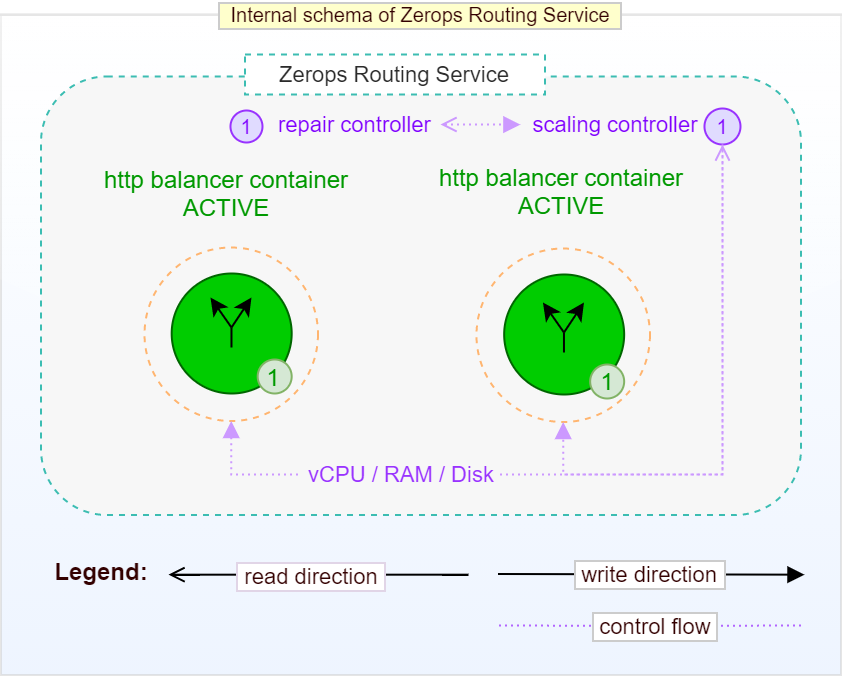 Internal schema of Zerops Routing Service
Zerops Routing Service
1 repair controller
scaling controller 1
http balancer container
ACTIVE
http balancer container
ACTIVE
1
1
vCPU / RAM / Disk
Legend:
read direction
write direction
control flow